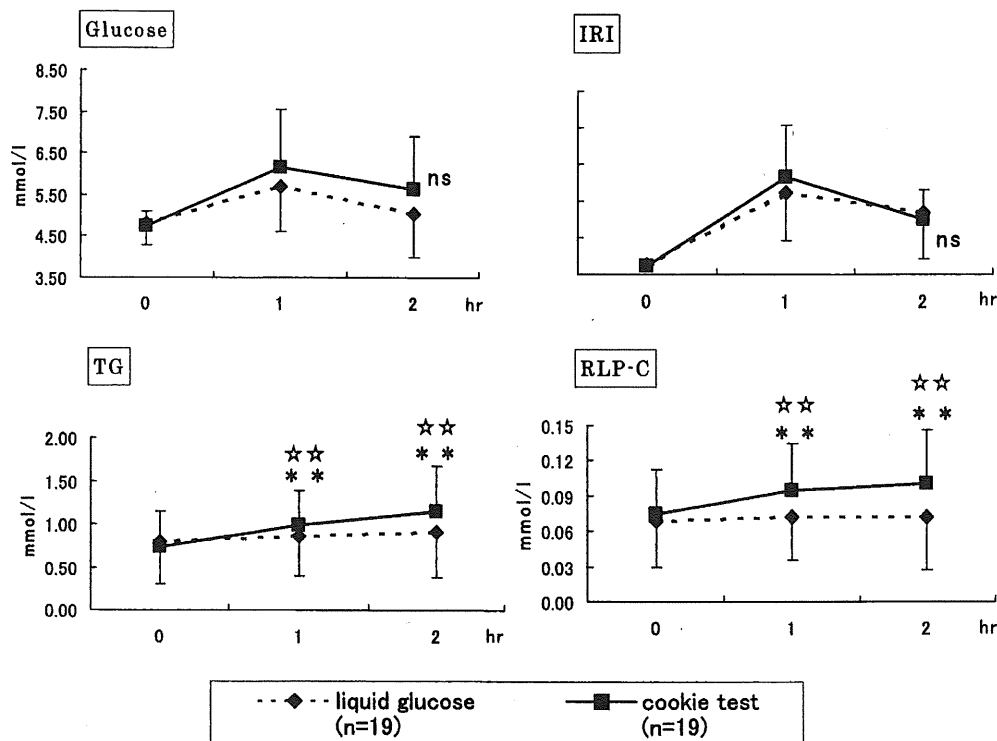 Glucose
8.50
7.50
6.50
5.50
4.50
3.50
mmol/l
ns
0 1 2 hr
IRI
ns
0 1 2 hr
TG
2.00
1.50
1.00
0.50
0.00
mmol/l
☆☆ ☆☆
** **
0 1 2 hr
RLP-C
0.15
0.12
0.09
0.06
0.03
0.00
mmol/l
☆☆ ☆☆
** **
0 1 2 hr
liquid glucose
(n=19)
cookie test
(n=19)